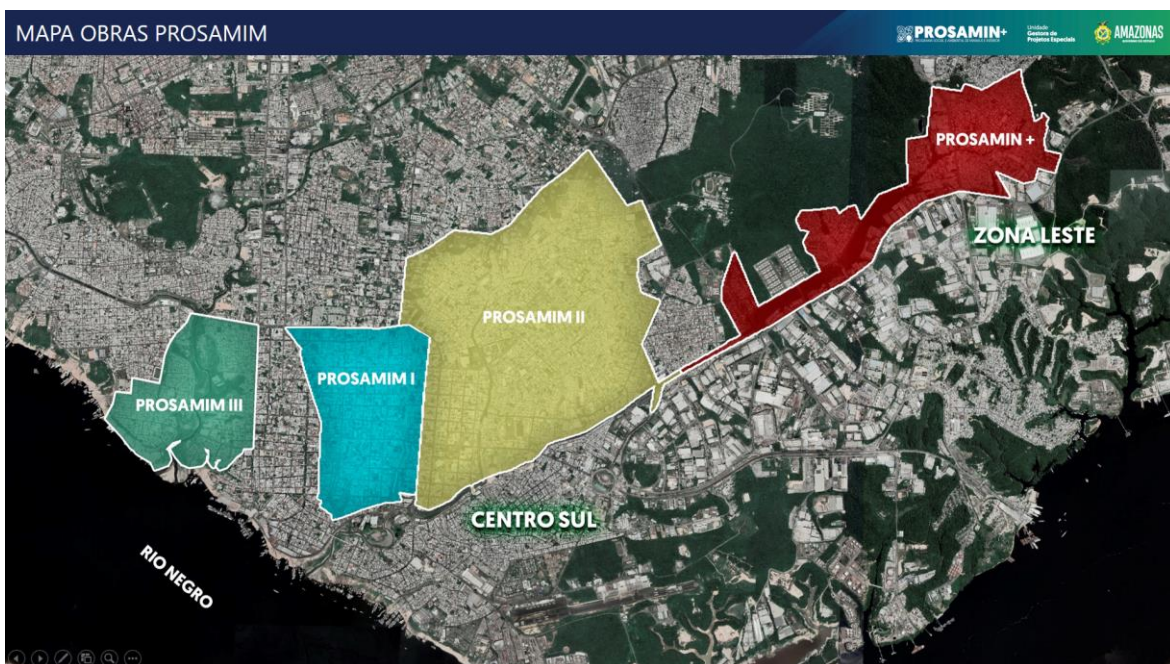 MAPA OBRAS PROSAMIM
PROSAMIN+
Unidade
Gestora de
Projetos Especiais
AMAZONAS
PROSAMIN +
ZONA LESTE
PROSAMIM II
PROSAMIM I
PROSAMIM III
CENTRO SUL
RIO NEGRO